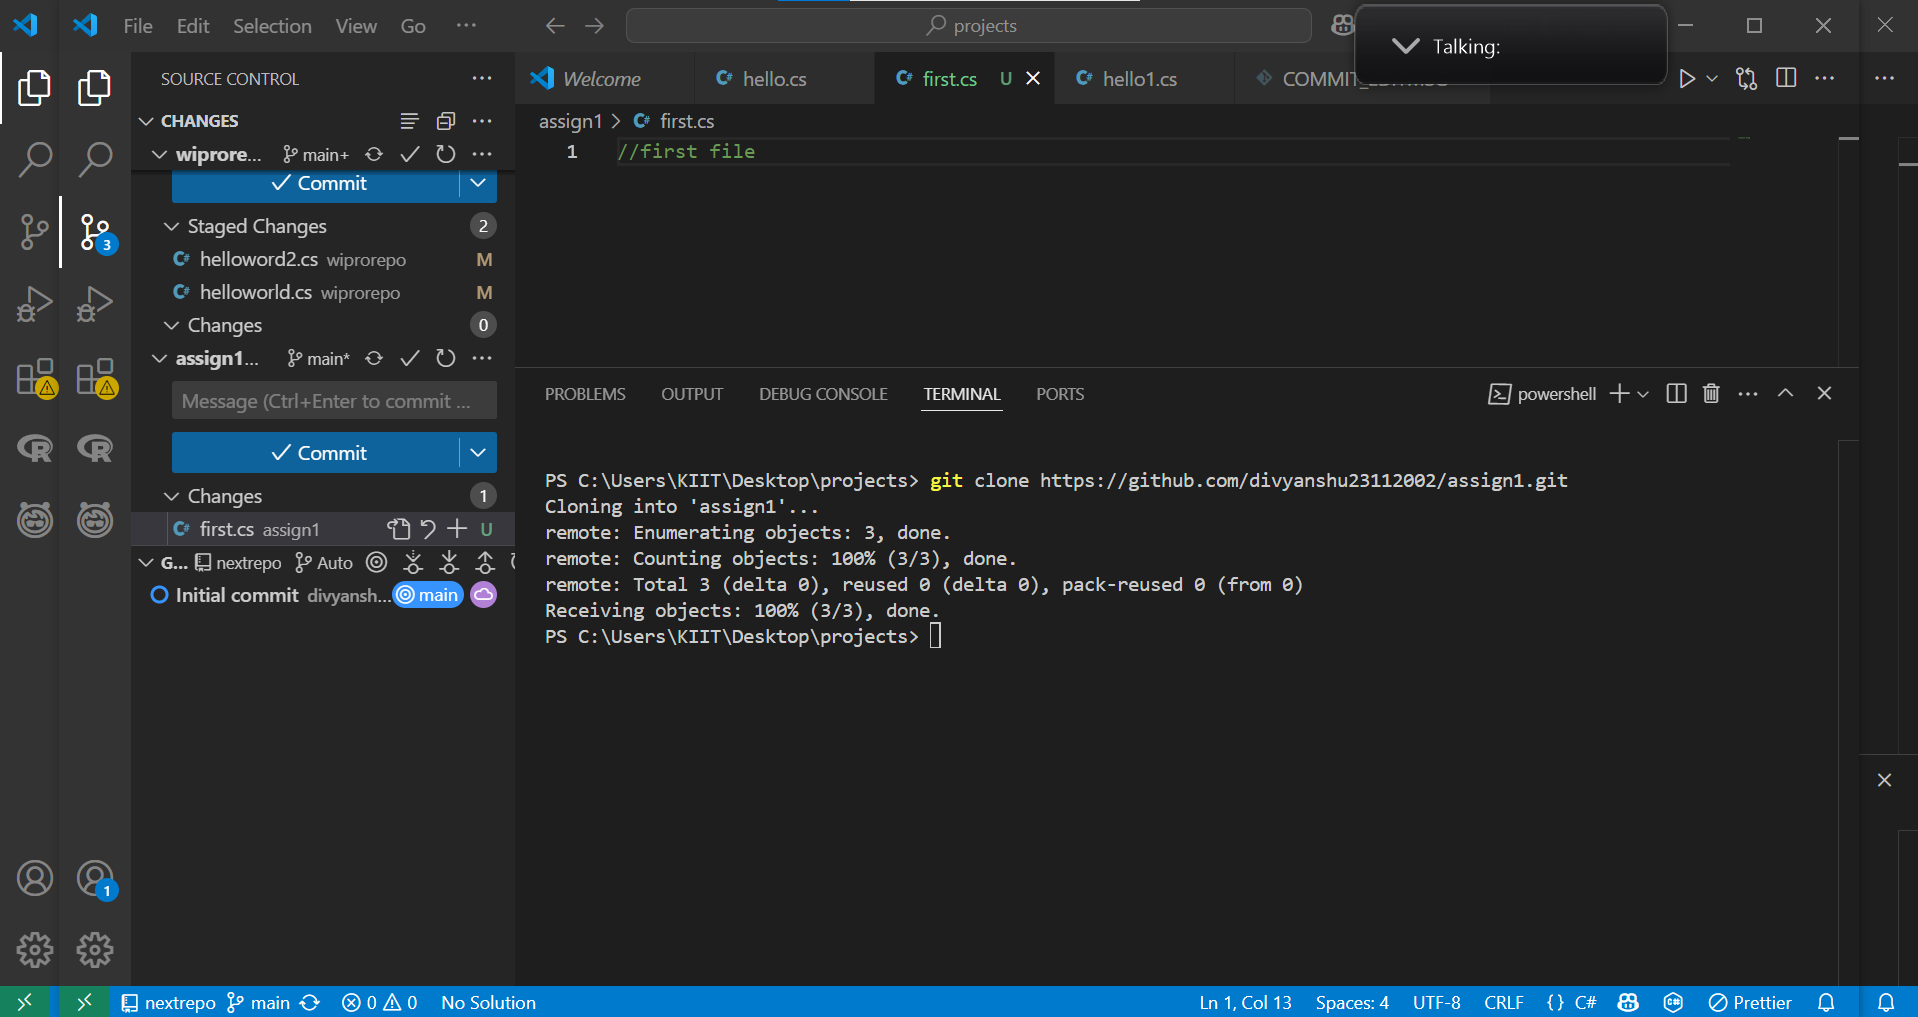 File Edit Selection View Go ···
projects
Talking:
SOURCE CONTROL
Welcome
hello.cs
first.cs U
hello1.cs
CHANGES
assign1 > first.cs
wiprore... main+
1 //first file
Commit
Staged Changes 2
helloword2.cs wiprorepo M
helloworld.cs wiprorepo M
Changes 0
assign1... main*
Message (Ctrl+Enter to commit ...
Commit
Changes 1
first.cs assign1 U
G... nextrepo Auto
Initial commit divyansh... main
3
1
PROBLEMS OUTPUT DEBUG CONSOLE TERMINAL PORTS
powershell
PS C:\Users\KIIT\Desktop\projects> git clone https://github.com/divyanshu23112002/assign1.git
Cloning into 'assign1'...
remote: Enumerating objects: 3, done.
remote: Counting objects: 100% (3/3), done.
remote: Total 3 (delta 0), reused 0 (delta 0), pack-reused 0 (from 0)
Receiving objects: 100% (3/3), done.
PS C:\Users\KIIT\Desktop\projects>
nextrepo main 0 0 No Solution
Ln 1, Col 13 Spaces: 4 UTF-8 CRLF {} C# Prettier